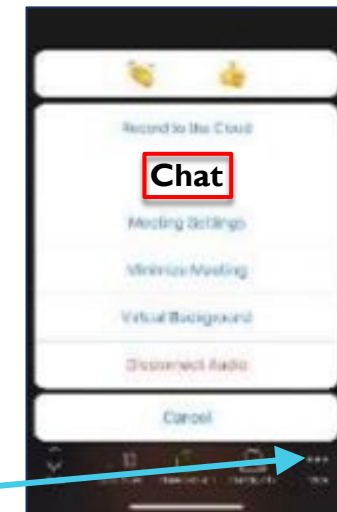 Record to the Cloud
Chat
Meeting Settings
Minimize Meeting
Virtual Background
Disconnect Audio
Cancel